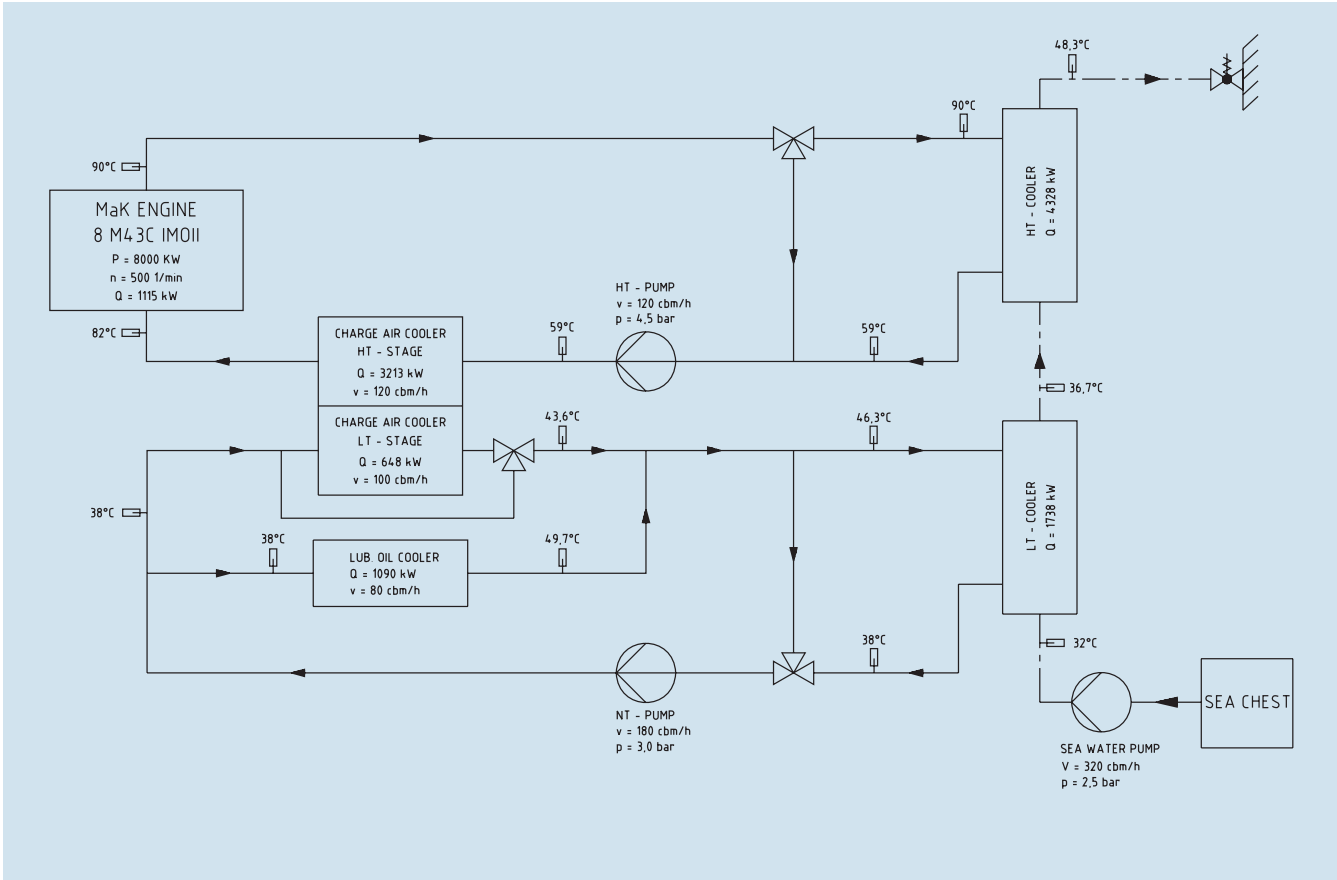 48,3°C
90°C
90°C
MaK ENGINE
8 M43C IMOII
P = 8000 KW
n = 500 1/min
Q = 1115 kW
82°C
HT - COOLER
Q = 4328 kW
HT - PUMP
v = 120 cbm/h
p = 4,5 bar
59°C
59°C
CHARGE AIR COOLER
HT - STAGE
Q = 3213 kW
v = 120 cbm/h
36,7°C
CHARGE AIR COOLER
LT - STAGE
Q = 648 kW
v = 100 cbm/h
43,6°C
46,3°C
38°C
LT - COOLER
Q = 1738 kW
38°C
LUB. OIL COOLER
Q = 1090 kW
v = 80 cbm/h
49,7°C
38°C
32°C
NT - PUMP
v = 180 cbm/h
p = 3,0 bar
SEA CHEST
SEA WATER PUMP
V = 320 cbm/h
p = 2,5 bar